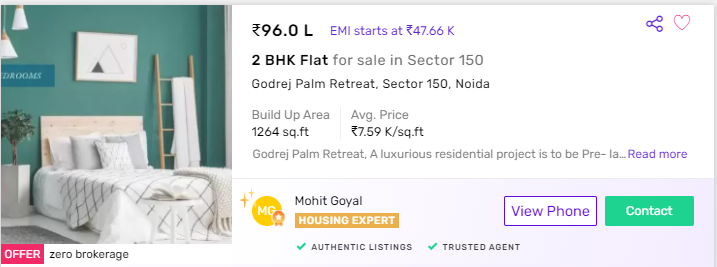 ₹96.0 L EMI starts at ₹47.66 K
2 BHK Flat for sale in Sector 150
Godrej Palm Retreat, Sector 150, Noida
Build Up Area Avg. Price
1264 sq.ft ₹7.59 K/sq.ft
Godrej Palm Retreat, A luxurious residential project is to be Pre- la... Read more
EDROOMS
MG
Mohit Goyal
HOUSING EXPERT
View Phone
Contact
AUTHENTIC LISTINGS TRUSTED AGENT
OFFER zero brokerage